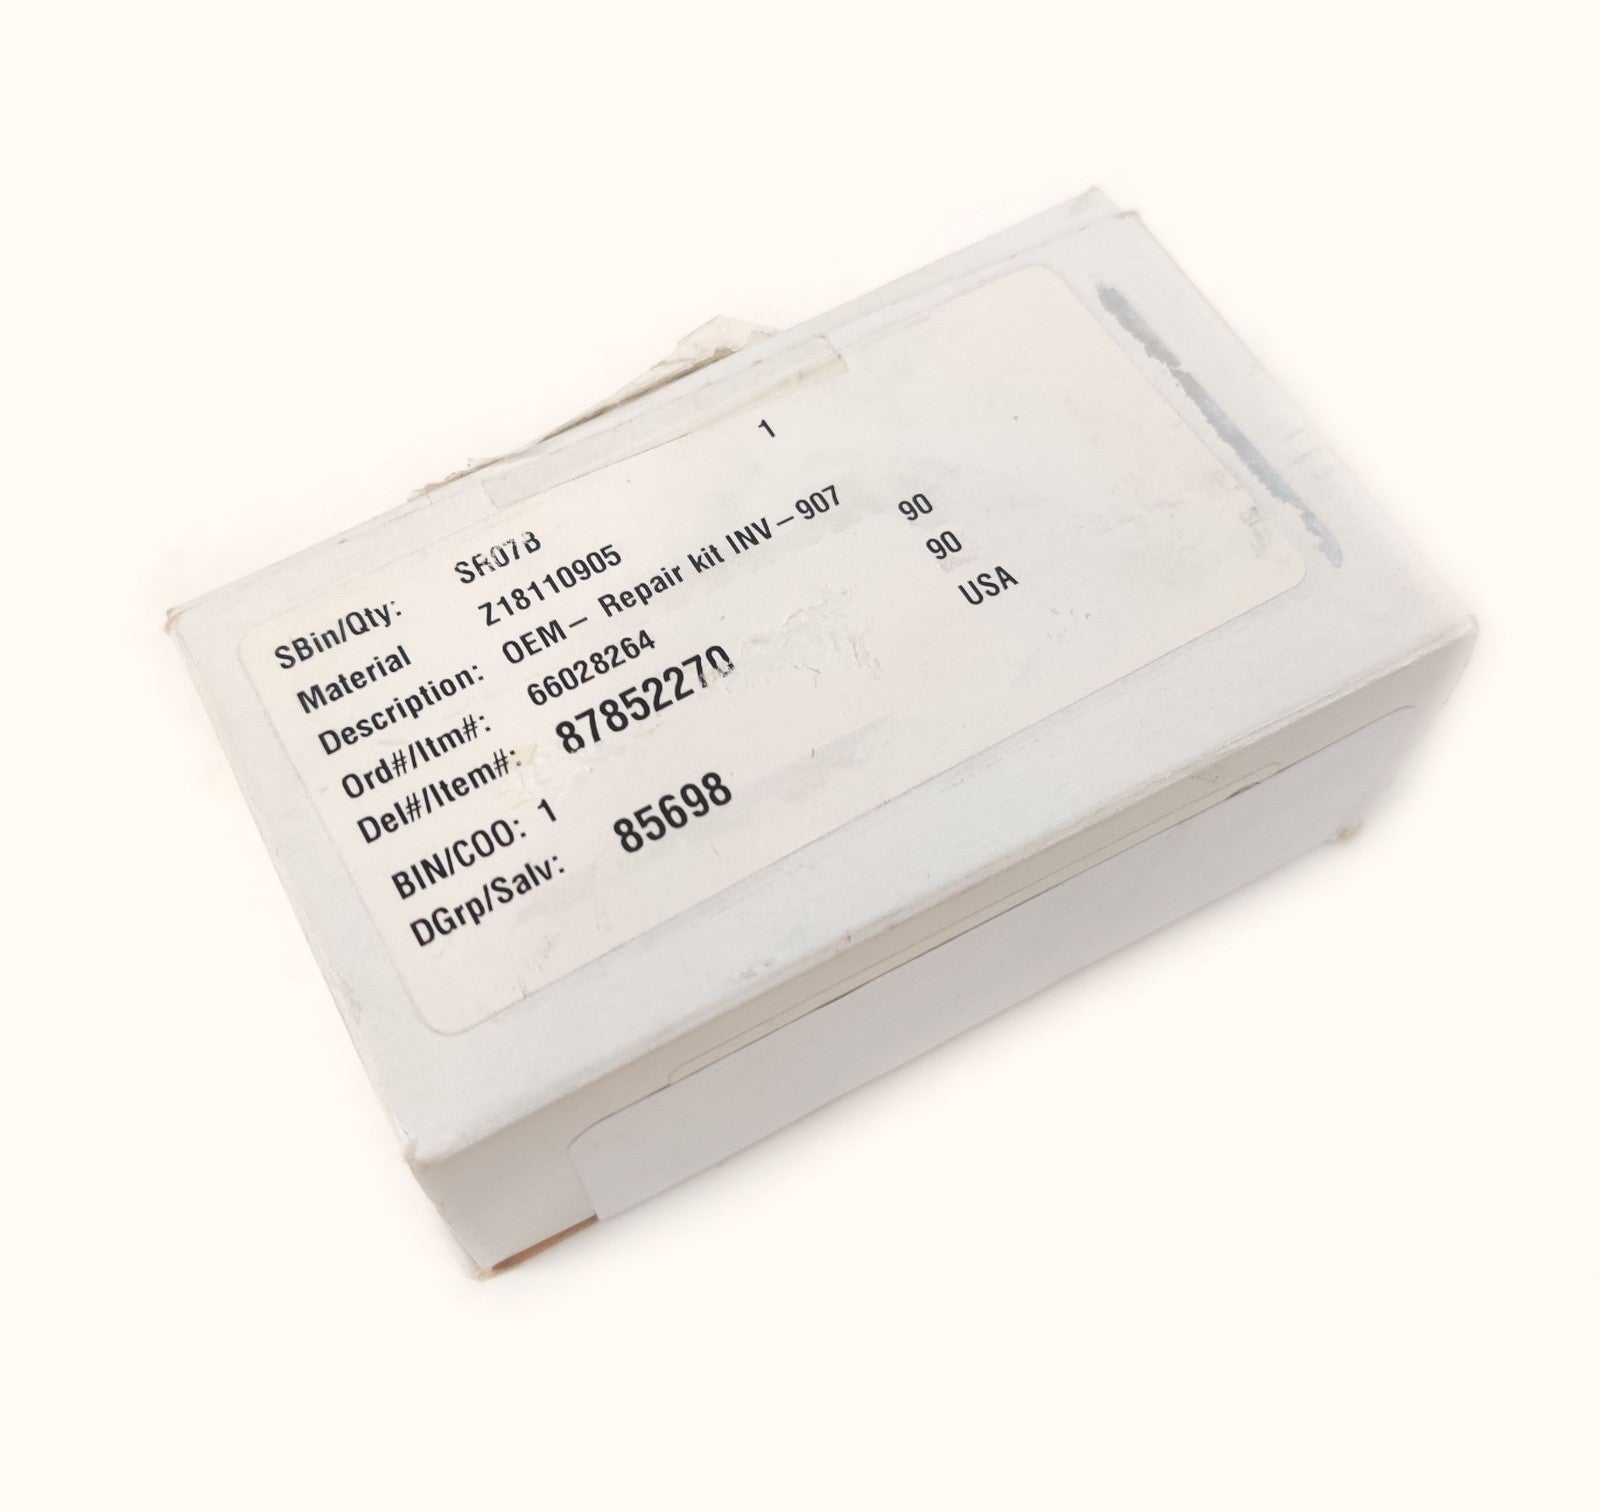 SBin/Qty: SR07B 1
Material Z18110905
Description: OEM– Repair kit INV–907
Ord#/Itm#: 66028264 90
Del#/Item#: 87852270 90
BIN/COO: 1 USA
DGrp/Salv: 85698